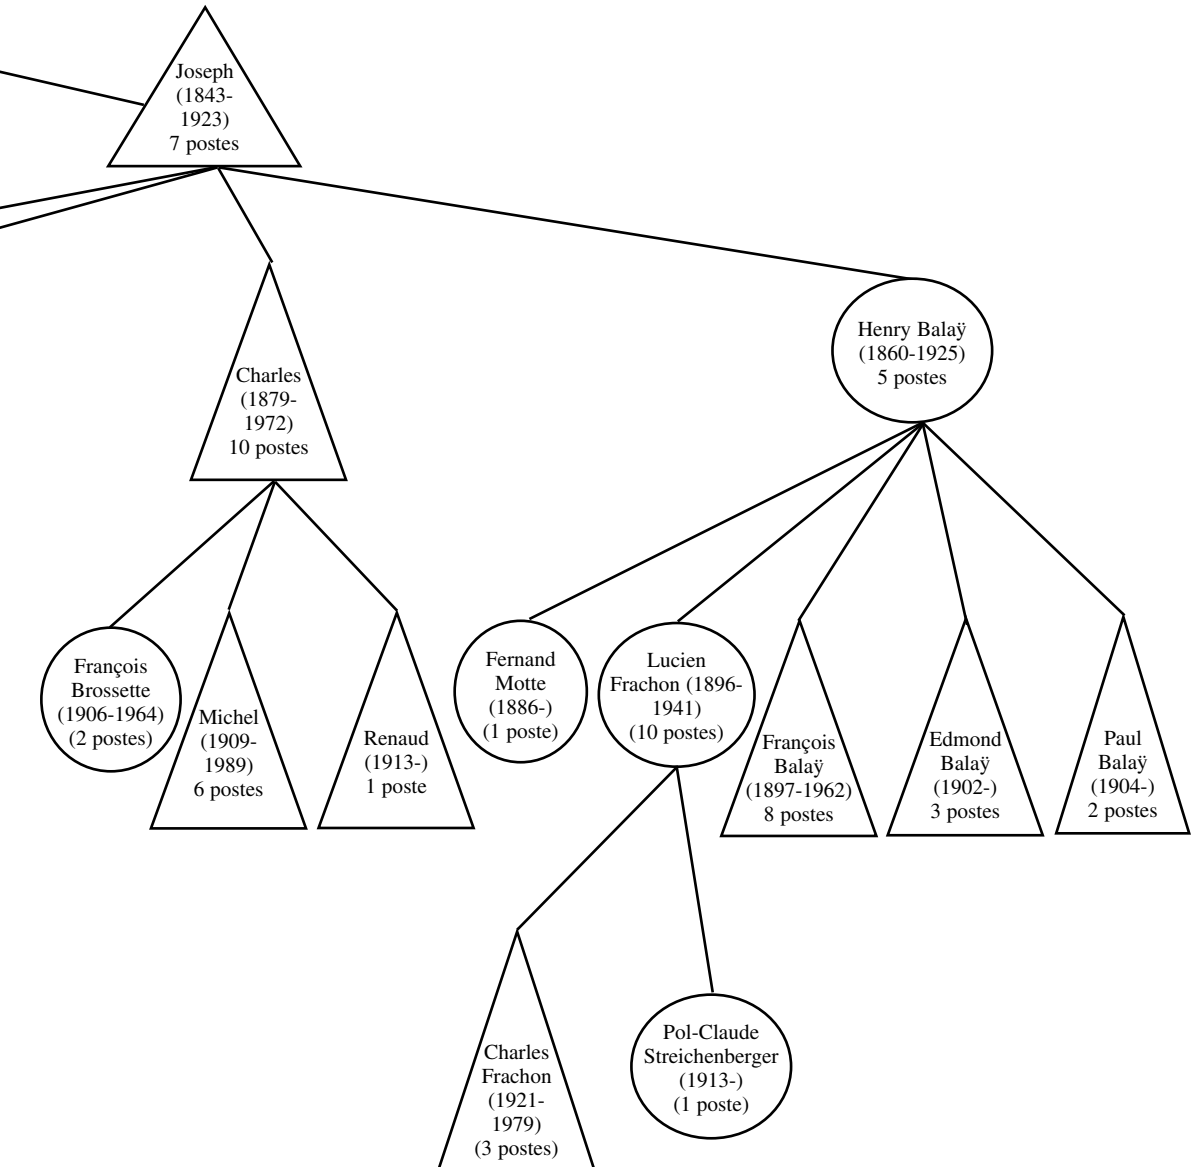 Joseph
(1843-
1923)
7 postes
Henry Balaÿ
(1860-1925)
5 postes
Charles
(1879-
1972)
10 postes
François
Brossette
(1906-1964)
(2 postes)
Michel
(1909-
1989)
6 postes
Renaud
(1913-)
1 poste
Fernand
Motte
(1886-)
(1 poste)
Lucien
Frachon (1896-
1941)
(10 postes)
François
Balaÿ
(1897-1962)
8 postes
Edmond
Balaÿ
(1902-)
3 postes
Paul
Balaÿ
(1904-)
2 postes
Charles
Frachon
(1921-
1979)
(3 postes)
Pol-Claude
Streichenberger
(1913-)
(1 poste)